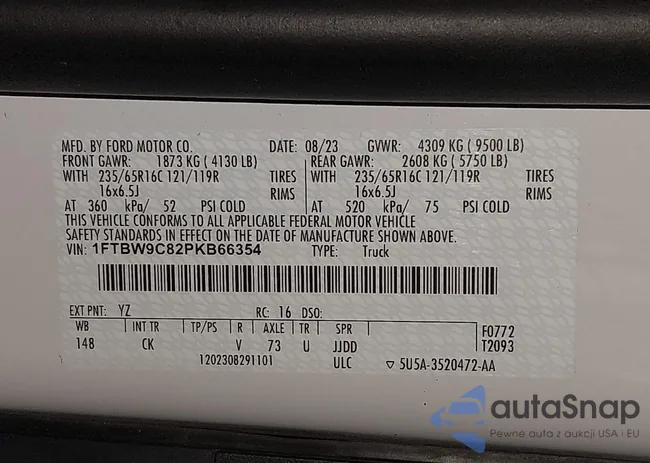 MFD. BY FORD MOTOR CO. DATE: 08/23 GVWR: 4309 KG (9500 LB)
FRONT GAWR: 1873 KG (4130 LB) REAR GAWR: 2608 KG (5750 LB)
WITH 235/65R16C 121/119R TIRES WITH 235/65R16C 121/119R TIRES
16x6.5J RIMS 16x6.5J RIMS
AT 360 kPa/ 52 PSI COLD AT 520 kPa/ 75 PSI COLD
THIS VEHICLE CONFORMS TO ALL APPLICABLE FEDERAL MOTOR VEHICLE
SAFETY STANDARDS IN EFFECT ON THE DATE OF MANUFACTURE SHOWN ABOVE.
VIN: 1FTBW9C82PKB66354 TYPE: Truck
EXT PNT: YZ RC: 16 DSO:
WB INT TR TP/PS R AXLE TR SPR F0772
148 CK V 73 U JJDD T2093
1202308291101 ULC 5U5A-3520472-AA
autaSnap
Pewne auta z aukcji USA i EU